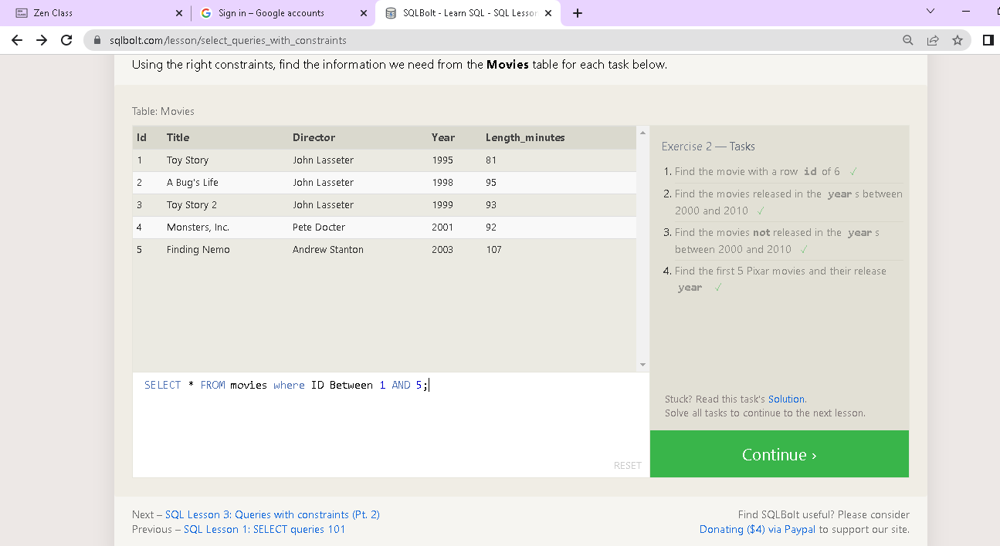 Zen Class
Sign in – Google accounts
SQLBolt - Learn SQL - SQL Lesson
sqlbolt.com/lesson/select_queries_with_constraints
Using the right constraints, find the information we need from the Movies table for each task below.
Table: Movies
Id Title Director Year Length_minutes
1 Toy Story John Lasseter 1995 81
2 A Bug's Life John Lasseter 1998 95
3 Toy Story 2 John Lasseter 1999 93
4 Monsters, Inc. Pete Docter 2001 92
5 Finding Nemo Andrew Stanton 2003 107
SELECT * FROM movies where ID Between 1 AND 5;
RESET
Exercise 2 — Tasks
1. Find the movie with a row id of 6 ✓
2. Find the movies released in the year s between
2000 and 2010 ✓
3. Find the movies not released in the year s
between 2000 and 2010 ✓
4. Find the first 5 Pixar movies and their release
year ✓
Stuck? Read this task's Solution.
Solve all tasks to continue to the next lesson.
Continue ›
Next – SQL Lesson 3: Queries with constraints (Pt. 2)
Previous – SQL Lesson 1: SELECT queries 101
Find SQLBolt useful? Please consider
Donating ($4) via Paypal to support our site.